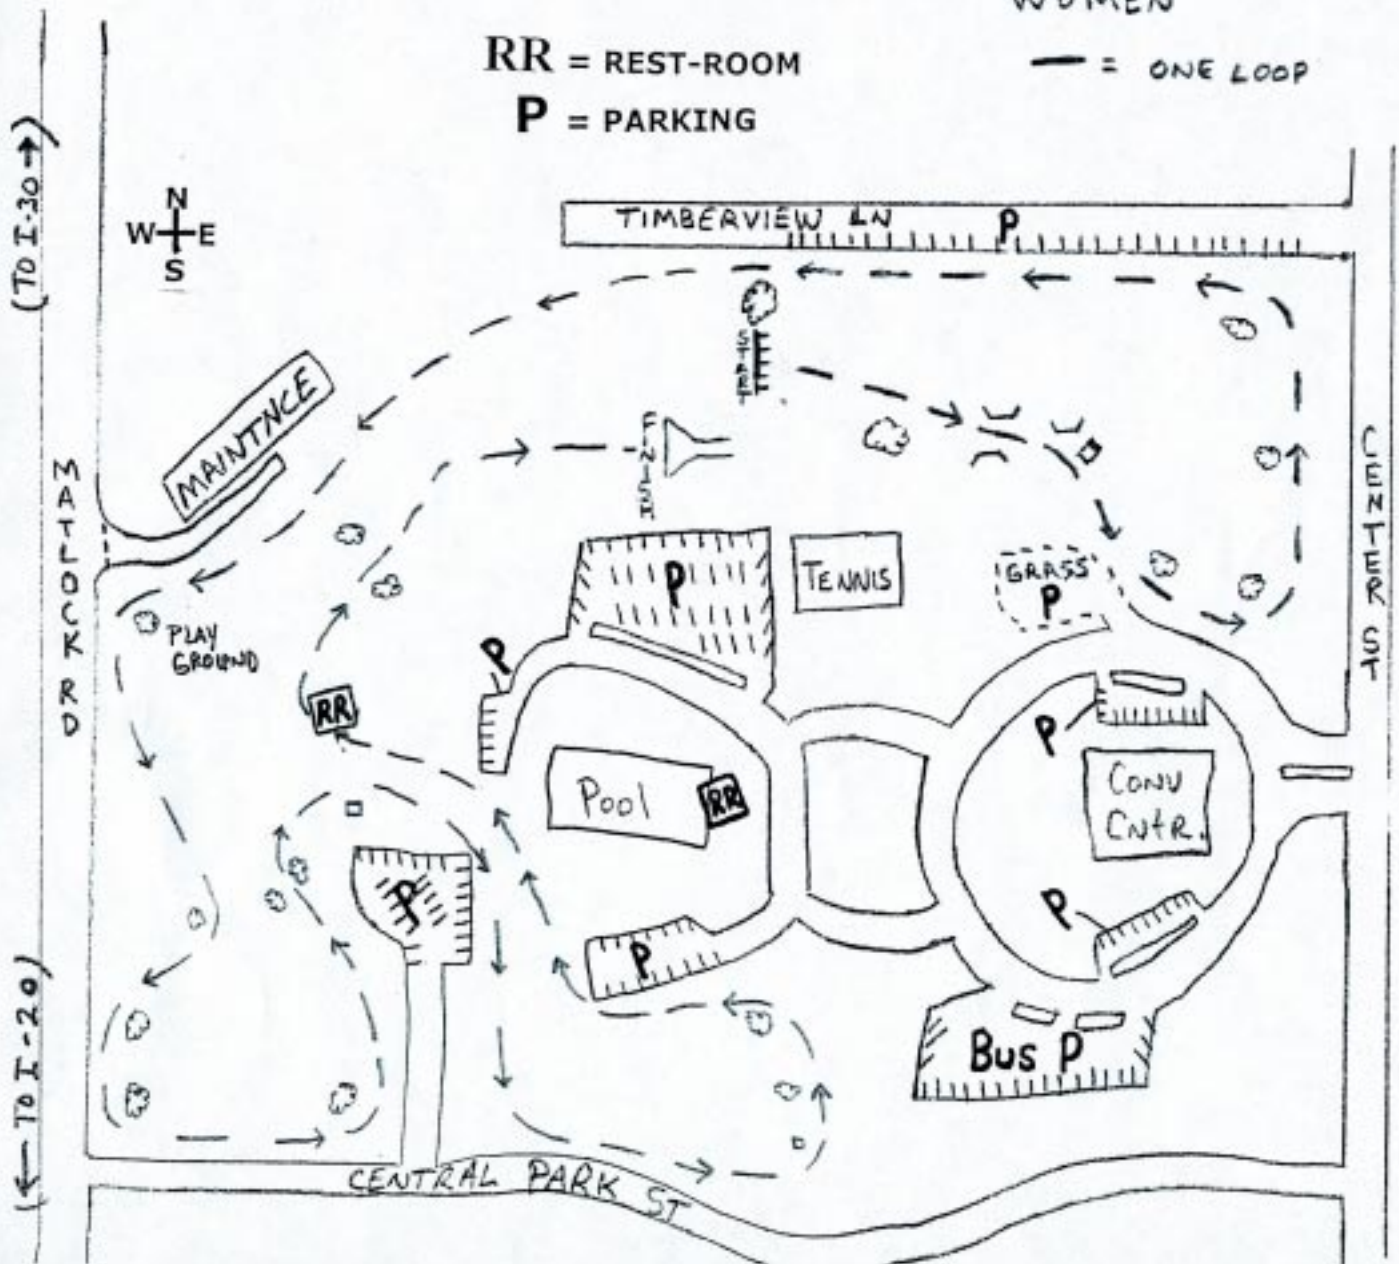 WOMEN
RR = REST-ROOM
— = ONE LOOP
P = PARKING
(TO I-30→)
N
W E
S
TIMBERVIEW LN P
START
MAINTNCE
FINISH
MATLOCK RD
CENTER ST
P
TENNIS
GRASS
P
PLAY
GROUND
P
RR
P
Pool
RR
CONV
CNTR.
P
P
P
Bus P
(← TO I-20)
CENTRAL PARK ST